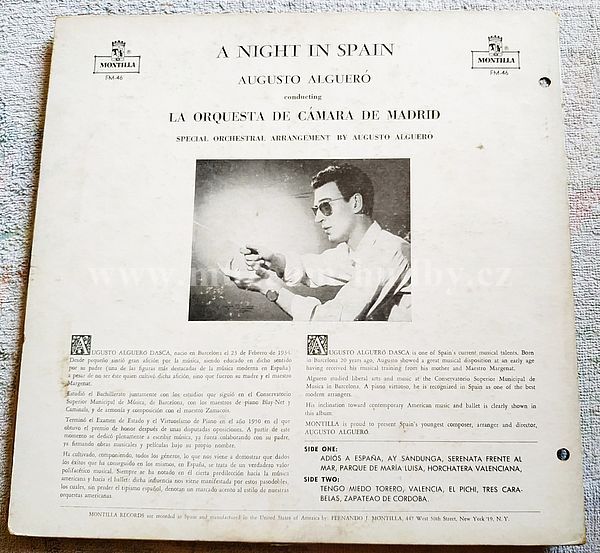 MONTILLA
FM-46
A NIGHT IN SPAIN
MONTILLA
FM-46
AUGUSTO ALGUERÓ
conducting
LA ORQUESTA DE CÁMARA DE MADRID
SPECIAL ORCHESTRAL ARRANGEMENT BY AUGUSTO ALGUERO
AUGUSTO ALGUERÓ DASCA, nacio en Barcelona el 23 de Febrero de 1934.
Desde pequeño sintió gran afición por la música, siendo educado en dicho sentido
por su padre (una de las figuras más destacadas de la música moderna en España)
a pesar de no ser éste quien cultivó dicha afición, sino que fueron su madre y el maestro
Margenat.
Estudió el Bachillerato juntamente con los estudios que siguió en el Conservatorio
Superior Municipal de Música, de Barcelona, con los maestros de piano Blay-Net y
Cuminals, y de armonía y composición con el maestro Zamacois.
Terminó el Examen de Estado y el Virtuosismo de Piano en el año 1950 en el que
obtuvo el premio de honor después de unas disputadas oposiciones. A partir de este
momento se dedicó plenamente a escribir música, ya fuera colaborando con su padre,
ya firmando obras musicales y películas bajo su propio nombre.
Ha cultivado, componiendo, todos los géneros, lo que nos viene a demostrar que dados
los éxitos que ha conseguido en los mismos, en España, se trata de un verdadero valor
polifacético musical. Siempre se ha notado en él cierta predilección hacia la música
americana y hacia el ballet; dicha influencia nos viene manifestada por estos pasodobles,
los cuales, sin perder el tipismo español, denotan un marcado acento al estilo de nuestras
orquestas americanas.
AUGUSTO ALGUERÓ DASCA is one of Spain's current musical talents. Born
in Barcelona 20 years ago, Augusto showed a great musical disposition at an early age
having received his musical training from his mother and Maestro Margenat.
Algueró studied liberal arts and music at the Conservatorio Superior Municipal de
Musica in Barcelona. A piano virtuoso, he is recognized in Spain as one of the best
modern arrangers.
His inclination toward contemporary American music and ballet is clearly shown in
this album.
MONTILLA is proud to present Spain's youngest composer, arranger and director,
AUGUSTO ALGUERÓ.
SIDE ONE:
ADIÓS A ESPAÑA, AY SANDUNGA, SERENATA FRENTE AL
MAR, PARQUE DE MARÍA LUISA, HORCHATERA VALENCIANA,
SIDE TWO:
TENGO MIEDO TORERO, VALENCIA, EL PICHI, TRES CARA-
BELAS, ZAPATEAO DE CORDOBA.
MONTILLA RECORDS are recorded in Spain and manufactured in the United States of America by FERNANDO J. MONTILLA, 447 West 50th Street, New York 19, N. Y.